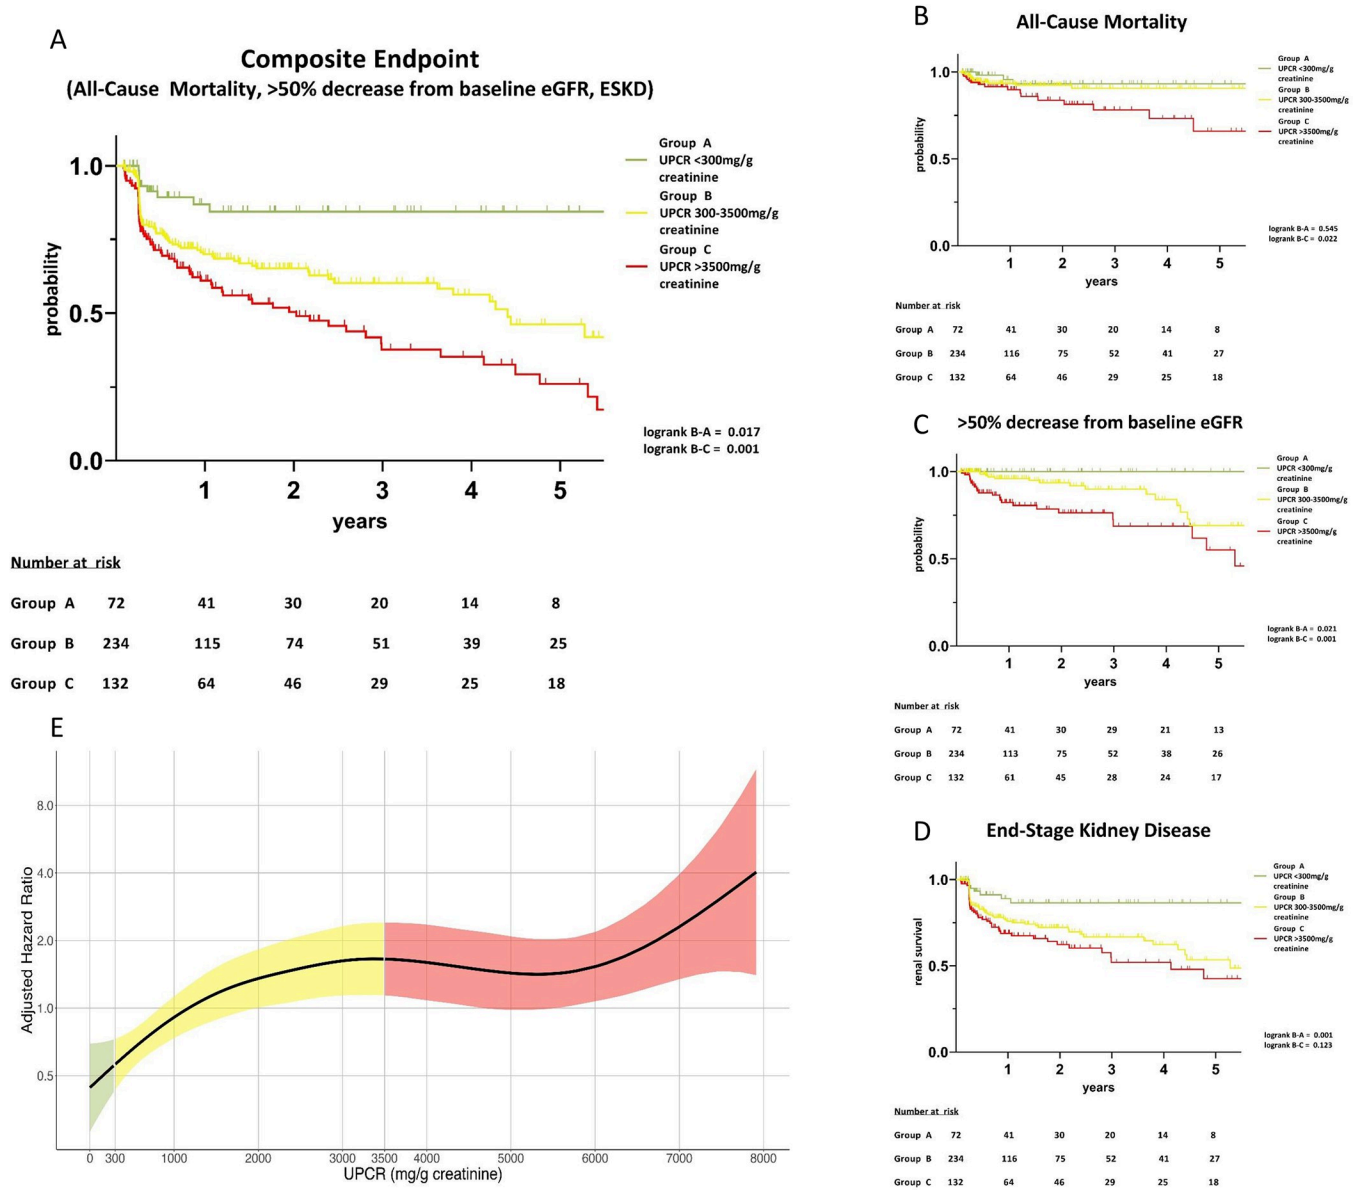 A
Composite Endpoint
(All-Cause Mortality, >50% decrease from baseline eGFR, ESKD)
probability
1.0
0.5
0.0
1 2 3 4 5
years
Group A
UPCR <300mg/g
creatinine
Group B
UPCR 300-3500mg/g
creatinine
Group C
UPCR >3500mg/g
creatinine
logrank B-A = 0.017
logrank B-C = 0.001
Number at risk
Group A 72 41 30 20 14 8
Group B 234 115 74 51 39 25
Group C 132 64 46 29 25 18
B
All-Cause Mortality
probability
1.0
0.5
0.0
1 2 3 4 5
years
Group A
UPCR <300mg/g
creatinine
Group B
UPCR 300-3500mg/g
creatinine
Group C
UPCR >3500mg/g
creatinine
logrank B-A = 0.545
logrank B-C = 0.022
Number at risk
Group A 72 41 30 20 14 8
Group B 234 116 75 52 41 27
Group C 132 64 46 29 25 18
C
>50% decrease from baseline eGFR
probability
1.0
0.5
0.0
1 2 3 4 5
years
Group A
UPCR <300mg/g
creatinine
Group B
UPCR 300-3500mg/g
creatinine
Group C
UPCR >3500mg/g
creatinine
logrank B-A = 0.021
logrank B-C = 0.001
Number at risk
Group A 72 41 30 29 21 13
Group B 234 113 75 52 38 26
Group C 132 61 45 28 24 17
D
End-Stage Kidney Disease
renal survival
1.0
0.5
0.0
1 2 3 4 5
years
Group A
UPCR <300mg/g
creatinine
Group B
UPCR 300-3500mg/g
creatinine
Group C
UPCR >3500mg/g
creatinine
logrank B-A = 0.001
logrank B-C = 0.123
Number at risk
Group A 72 41 30 20 14 8
Group B 234 116 75 52 41 27
Group C 132 64 46 29 25 18
E
Adjusted Hazard Ratio
8.0
4.0
2.0
1.0
0.5
0 300 1000 2000 3000 3500 4000 5000 6000 7000 8000
UPCR (mg/g creatinine)